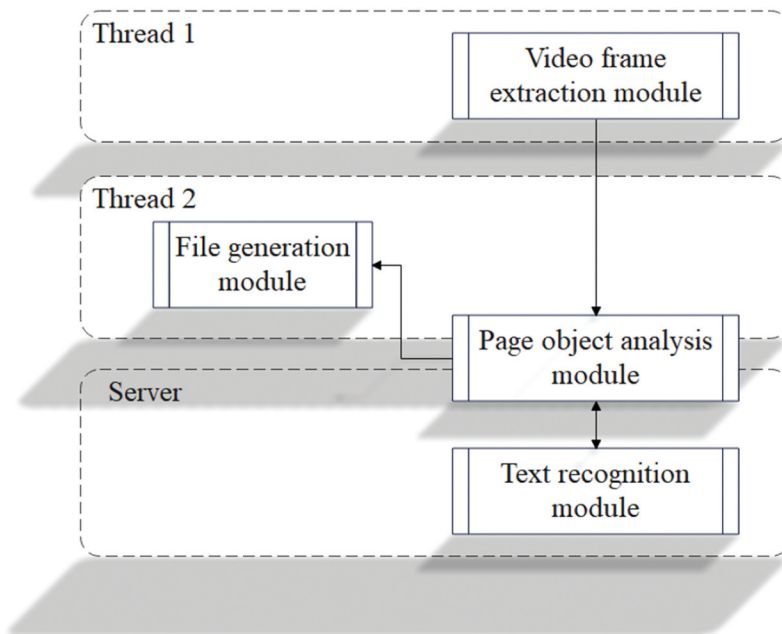 Thread 1
Video frame
extraction module
Thread 2
File generation
module
Page object analysis
module
Server
Text recognition
module